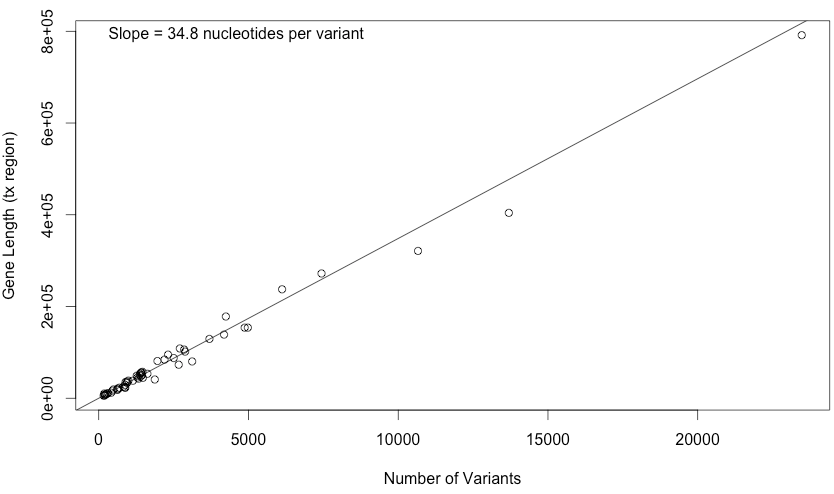 Slope = 34.8 nucleotides per variant
Gene Length (tx region)
8e+05
6e+05
4e+05
2e+05
0e+00
0 5000 10000 15000 20000
Number of Variants